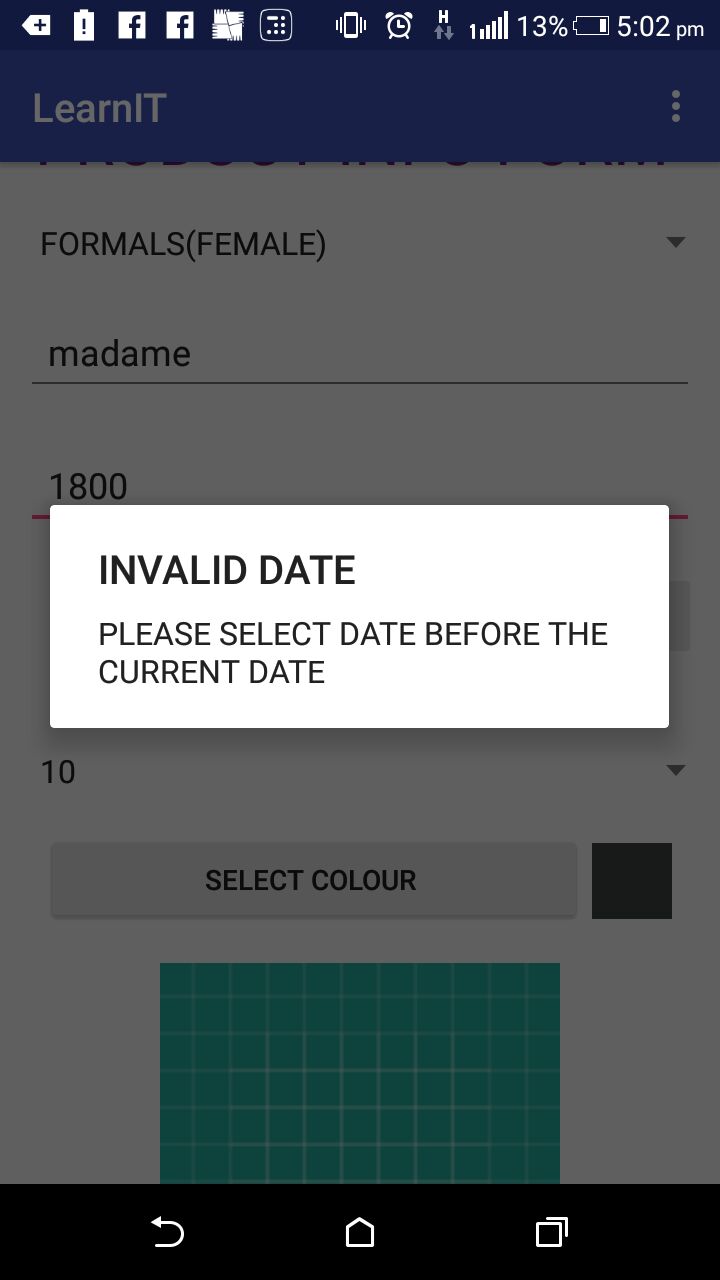 H
13% 5:02 pm
LearnIT
FORMALS(FEMALE)
madame
1800
INVALID DATE
PLEASE SELECT DATE BEFORE THE
CURRENT DATE
10
SELECT COLOUR